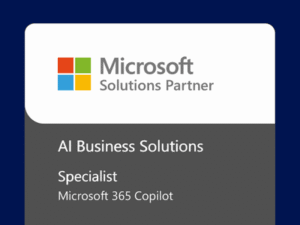 Microsoft
Solutions Partner
AI Business Solutions
Specialist
Microsoft 365 Copilot